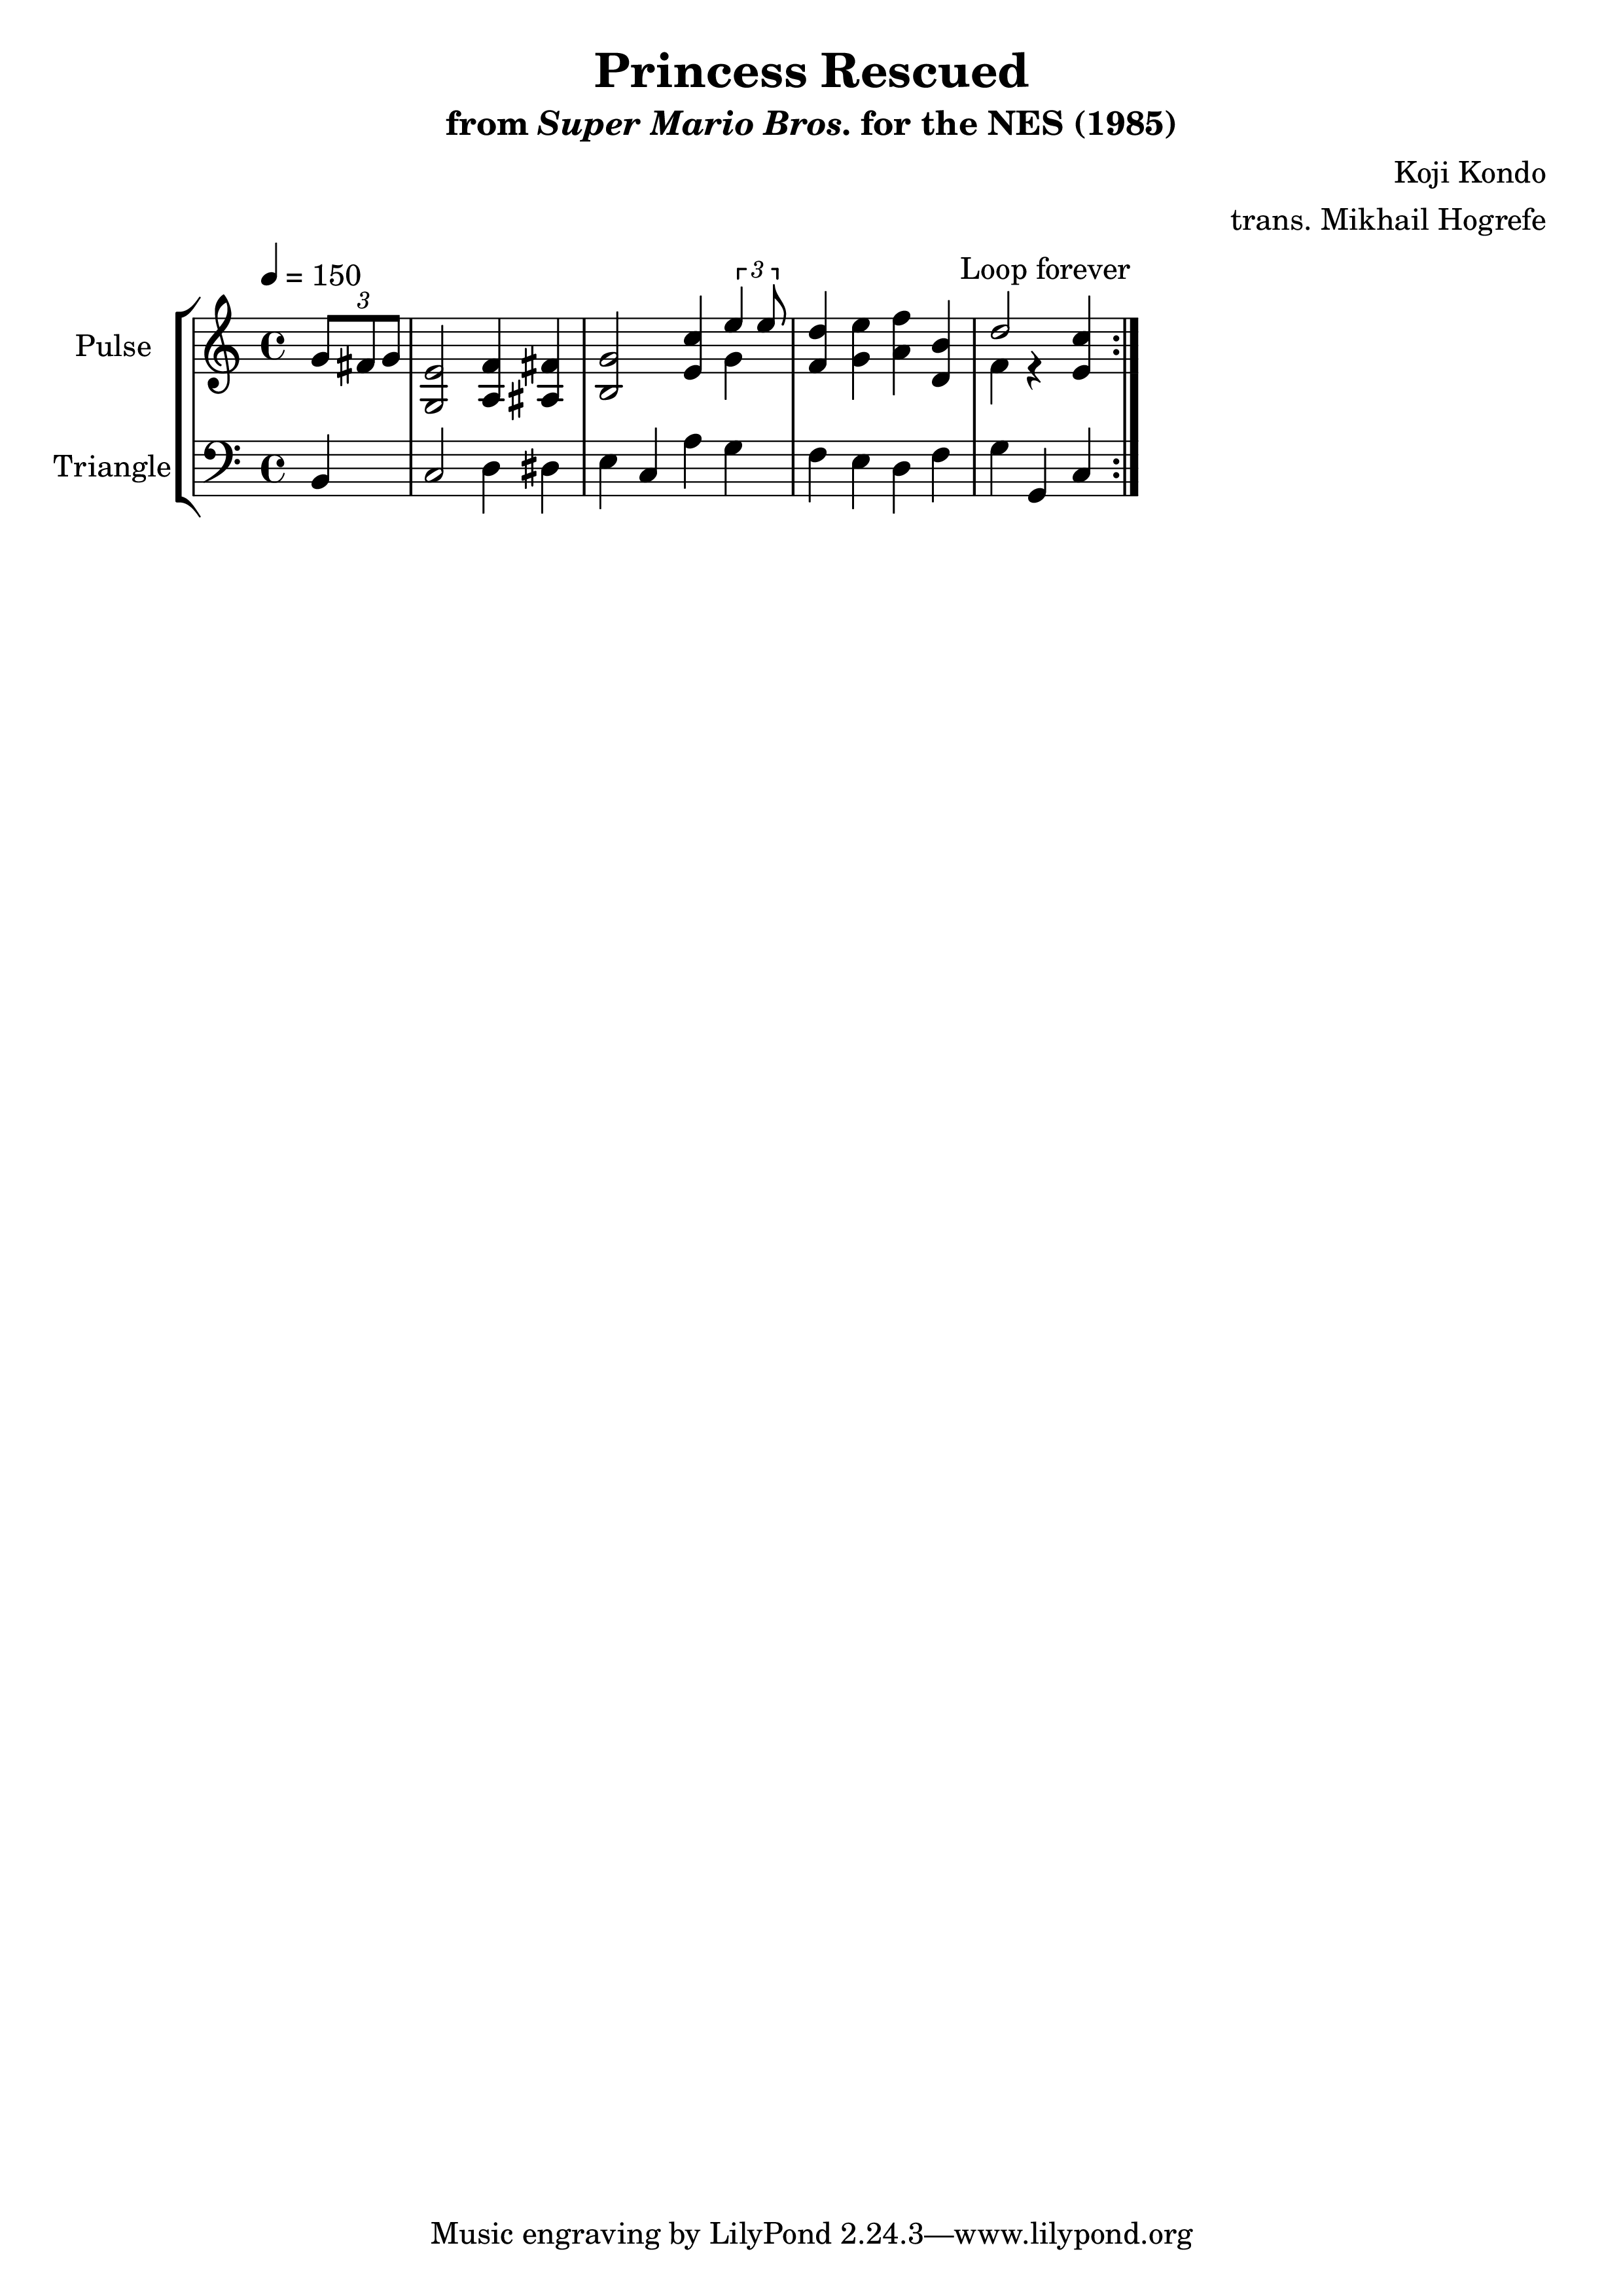 Princess Rescued
from Super Mario Bros. for the NES (1985)
Koji Kondo
trans. Mikhail Hogrefe
= 150
Loop forever
3
3
Pulse
Triangle
Music engraving by LilyPond 2.24.3—www.lilypond.org